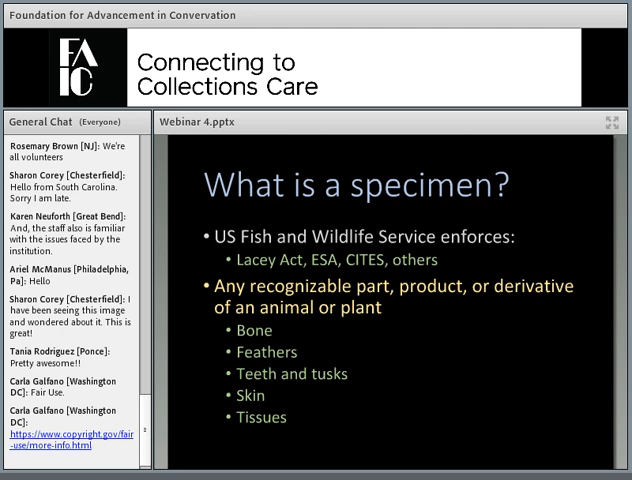 Foundation for Advancement in Convervation
FA
IC
Connecting to
Collections Care
General Chat (Everyone)
Rosemary Brown [NJ]: We're
all volunteers
Sharon Corey [Chesterfield]:
Hello from South Carolina.
Sorry I am late.
Karen Neuforth [Great Bend]:
And, the staff also is familiar
with the issues faced by the
institution.
Ariel McManus [Philadelphia,
Pa]: Hello
Sharon Corey [Chesterfield]: I
have been seeing this image
and wondered about it. This is
great!
Tania Rodriguez [Ponce]:
Pretty awesome!!
Carla Galfano [Washington
DC]: Fair Use.
Carla Galfano [Washington
DC]:
https://www.copyright.gov/fair
-use/more-info.html
Webinar 4.pptx
What is a specimen?
• US Fish and Wildlife Service enforces:
• Lacey Act, ESA, CITES, others
• Any recognizable part, product, or derivative
of an animal or plant
• Bone
• Feathers
• Teeth and tusks
• Skin
• Tissues